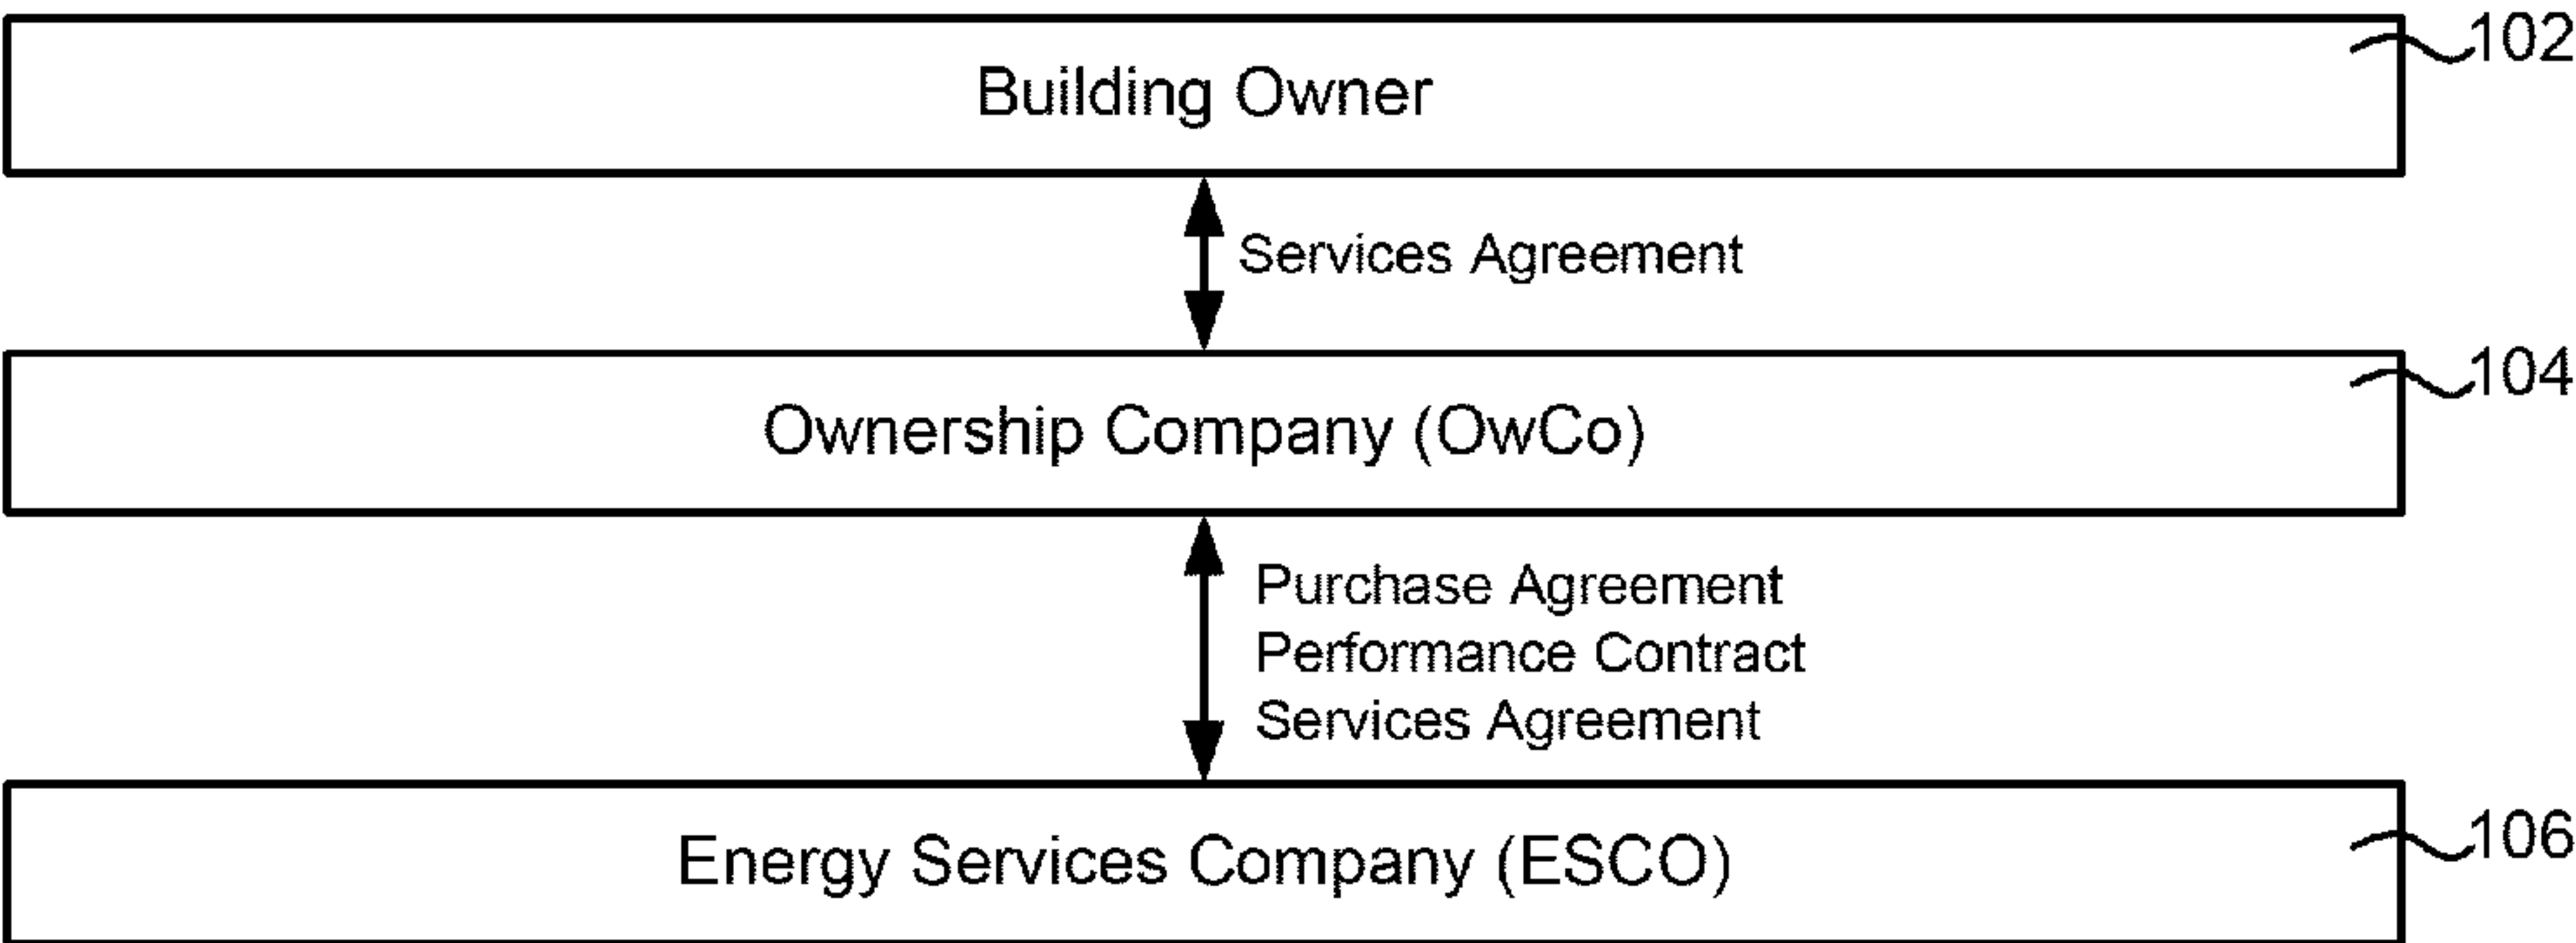 102
Building Owner
Services Agreement
104
Ownership Company (OwCo)
Purchase Agreement
Performance Contract
Services Agreement
106
Energy Services Company (ESCO)